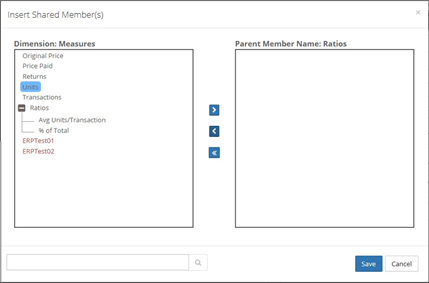 Insert Shared Member(s)
×
Dimension: Measures
Parent Member Name: Ratios
Original Price
Price Paid
Returns
Units
Transactions
Ratios
Avg Units/Transaction
% of Total
ERPTest01
ERPTest02
Save
Cancel